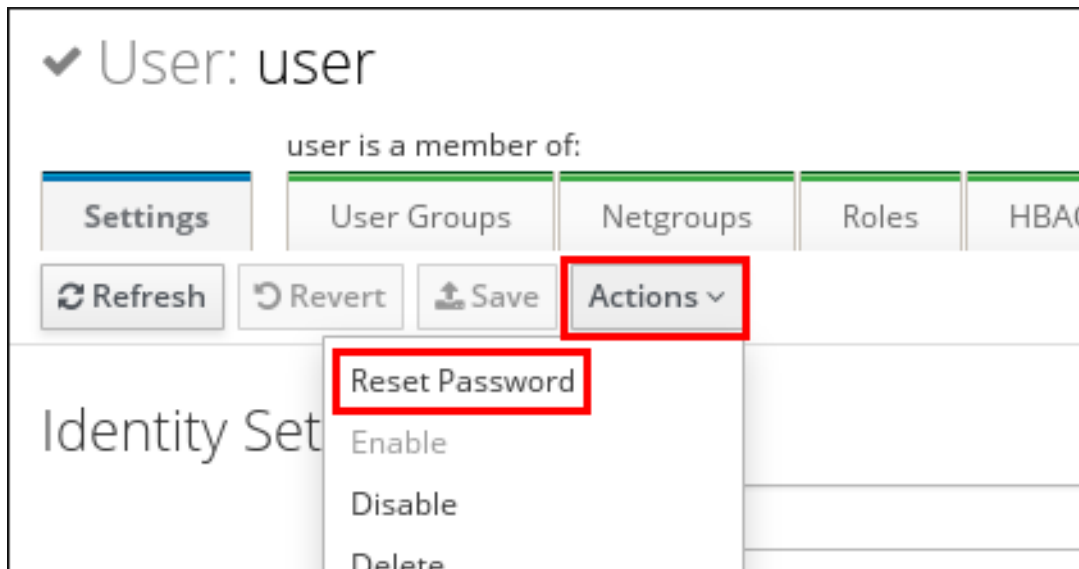 User: user
user is a member of:
Settings User Groups Netgroups Roles HBAC
Refresh Revert Save Actions
Reset Password
Identity Set
Enable
Disable
Delete